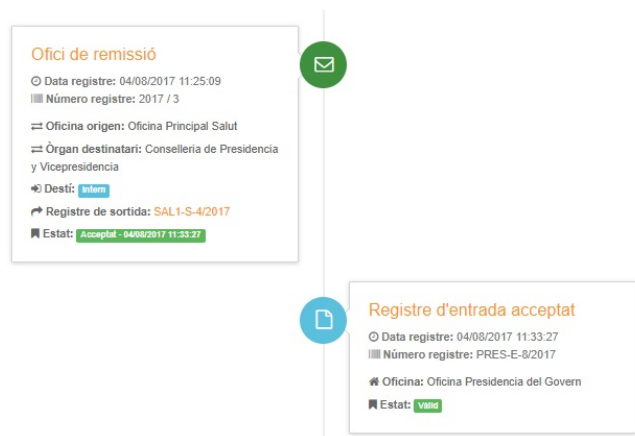 Ofici de remissió
Data registre: 04/08/2017 11:25:09
Número registre: 2017 / 3
Oficina origen: Oficina Principal Salut
Òrgan destinatari: Conselleria de Presidencia
y Vicepresidencia
Destí: Intern
Registre de sortida: SAL1-S-4/2017
Estat: Acceptat - 04/08/2017 11:33:27
Registre d'entrada acceptat
Data registre: 04/08/2017 11:33:27
Número registre: PRES-E-8/2017
Oficina: Oficina Presidencia del Govern
Estat: Vàlid